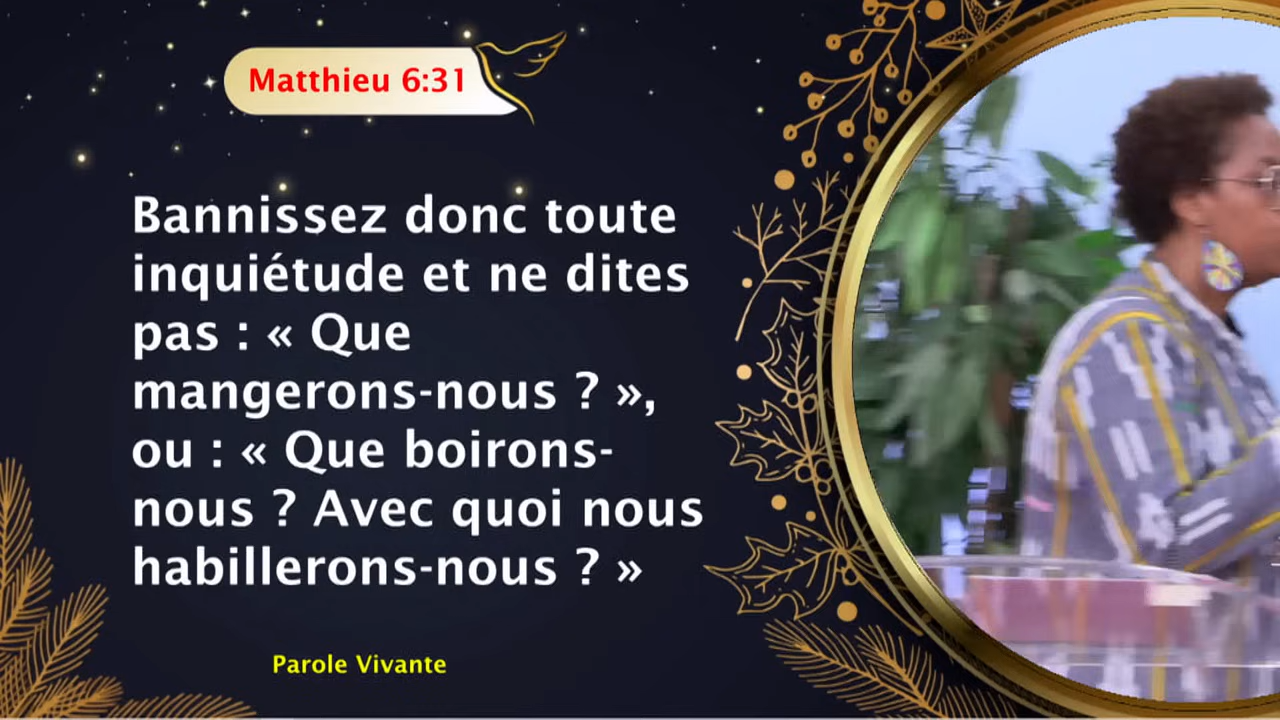 Matthieu 6:31
Bannissez donc toute
inquiétude et ne dites
pas : « Que
mangerons-nous ? »,
ou : « Que boirons-
nous ? Avec quoi nous
habillerons-nous ? »
Parole Vivante